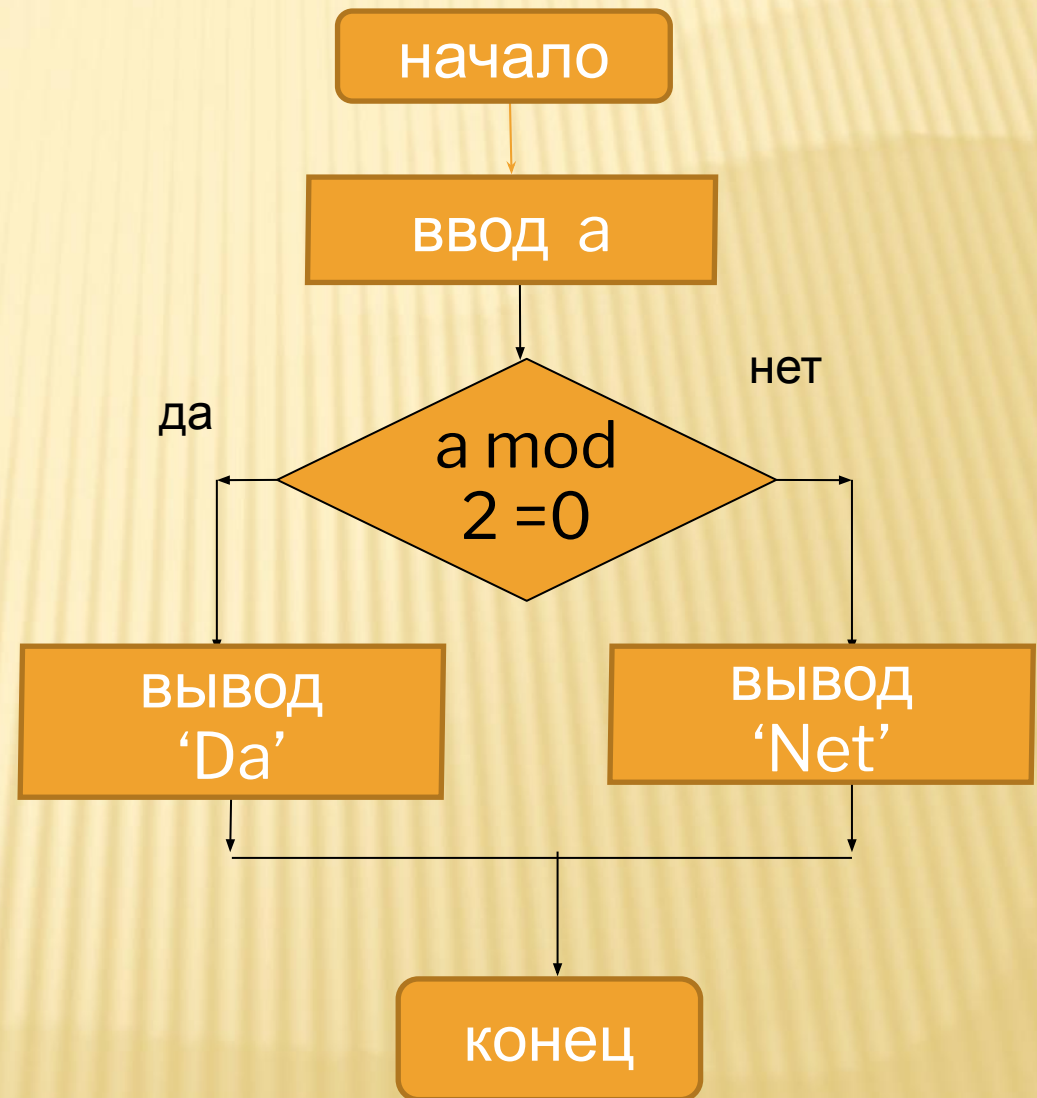 начало
ввод a
да
нет
a mod
2 =0
вывод
‘Da’
вывод
‘Net’
конец